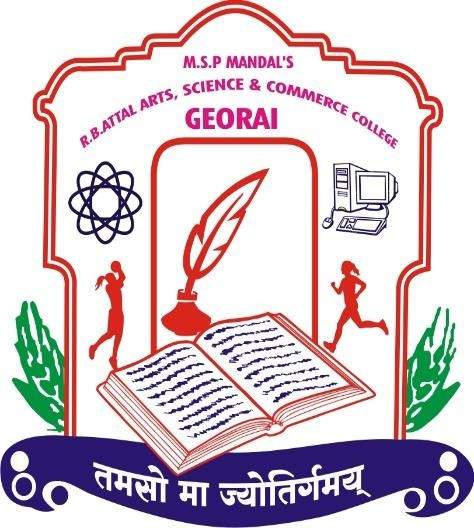 M.S.P MANDAL'S
R.B.ATTAL ARTS, SCIENCE & COMMERCE COLLEGE
GEORAI
तमसो मा ज्योतिर्गमय्